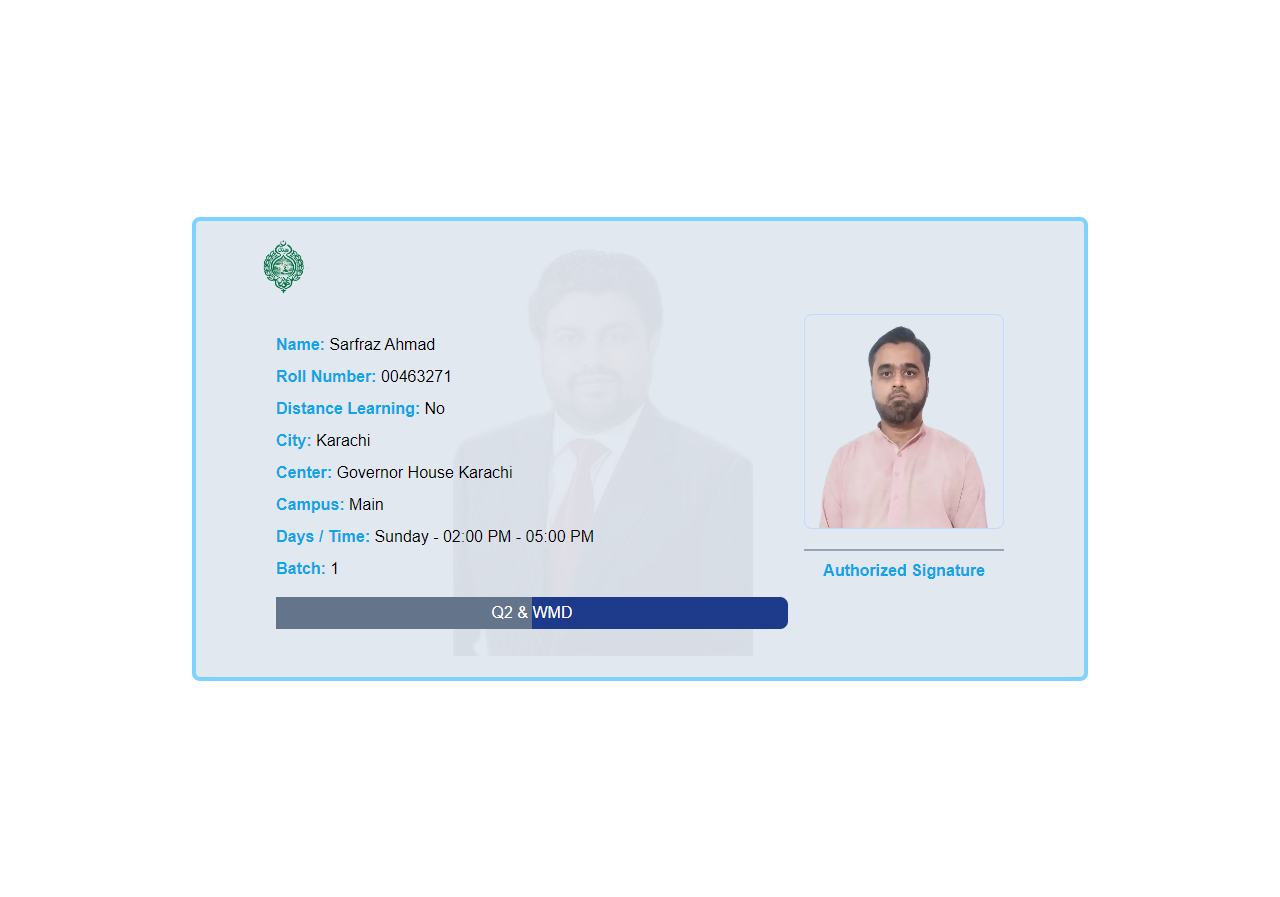 Name: Sarfraz Ahmad
Roll Number: 00463271
Distance Learning: No
City: Karachi
Center: Governor House Karachi
Campus: Main
Days / Time: Sunday - 02:00 PM - 05:00 PM
Batch: 1
Authorized Signature
Q2 & WMD